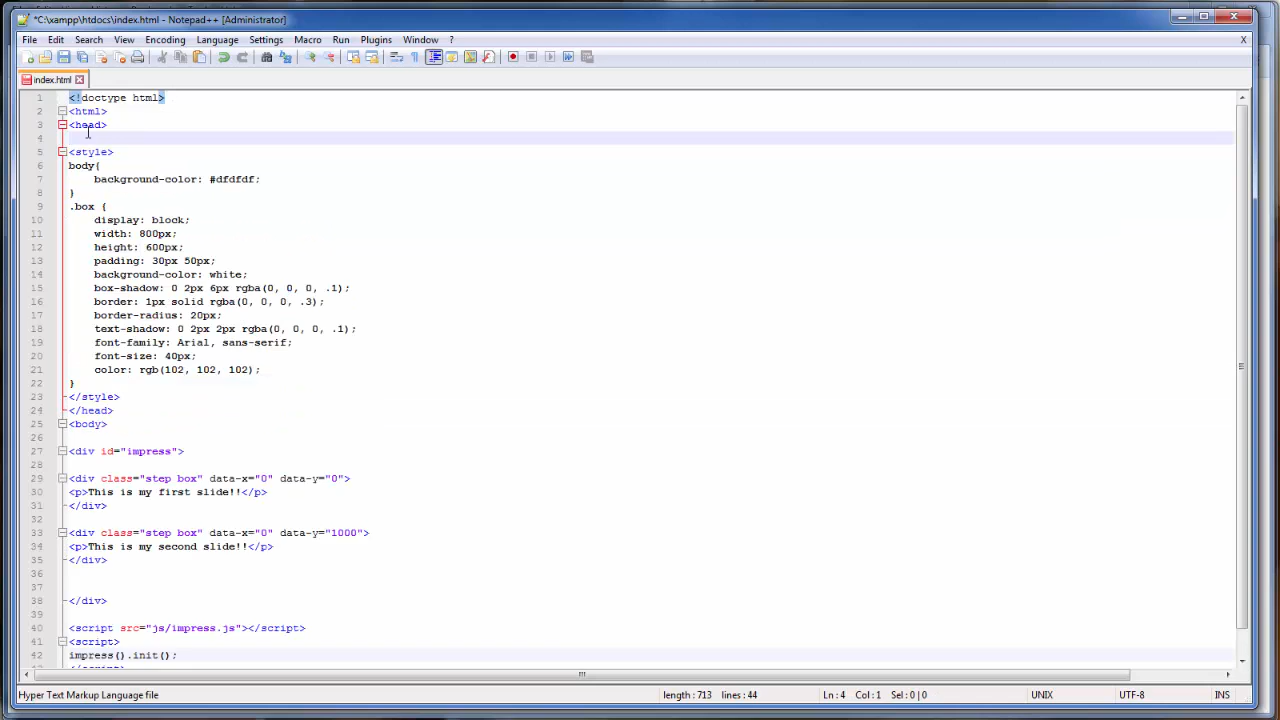 *C:\xampp\htdocs\index.html - Notepad++ [Administrator]
File Edit Search View Encoding Language Settings Macro Run Plugins Window ? X
index.html
1 <!doctype html>
2 <html>
3 <head>
4
5 <style>
6 body{
7 background-color: #dfdfdf;
8 }
9 .box {
10 display: block;
11 width: 800px;
12 height: 600px;
13 padding: 30px 50px;
14 background-color: white;
15 box-shadow: 0 2px 6px rgba(0, 0, 0, .1);
16 border: 1px solid rgba(0, 0, 0, .3);
17 border-radius: 20px;
18 text-shadow: 0 2px 2px rgba(0, 0, 0, .1);
19 font-family: Arial, sans-serif;
20 font-size: 40px;
21 color: rgb(102, 102, 102);
22 }
23 </style>
24 </head>
25 <body>
26
27 <div id="impress">
28
29 <div class="step box" data-x="0" data-y="0">
30 <p>This is my first slide!!</p>
31 </div>
32
33 <div class="step box" data-x="0" data-y="1000">
34 <p>This is my second slide!!</p>
35 </div>
36
37
38 </div>
39
40 <script src="js/impress.js"></script>
41 <script>
42 impress().init();
Hyper Text Markup Language file length : 713 lines : 44 Ln : 4 Col : 1 Sel : 0 | 0 UNIX UTF-8 INS